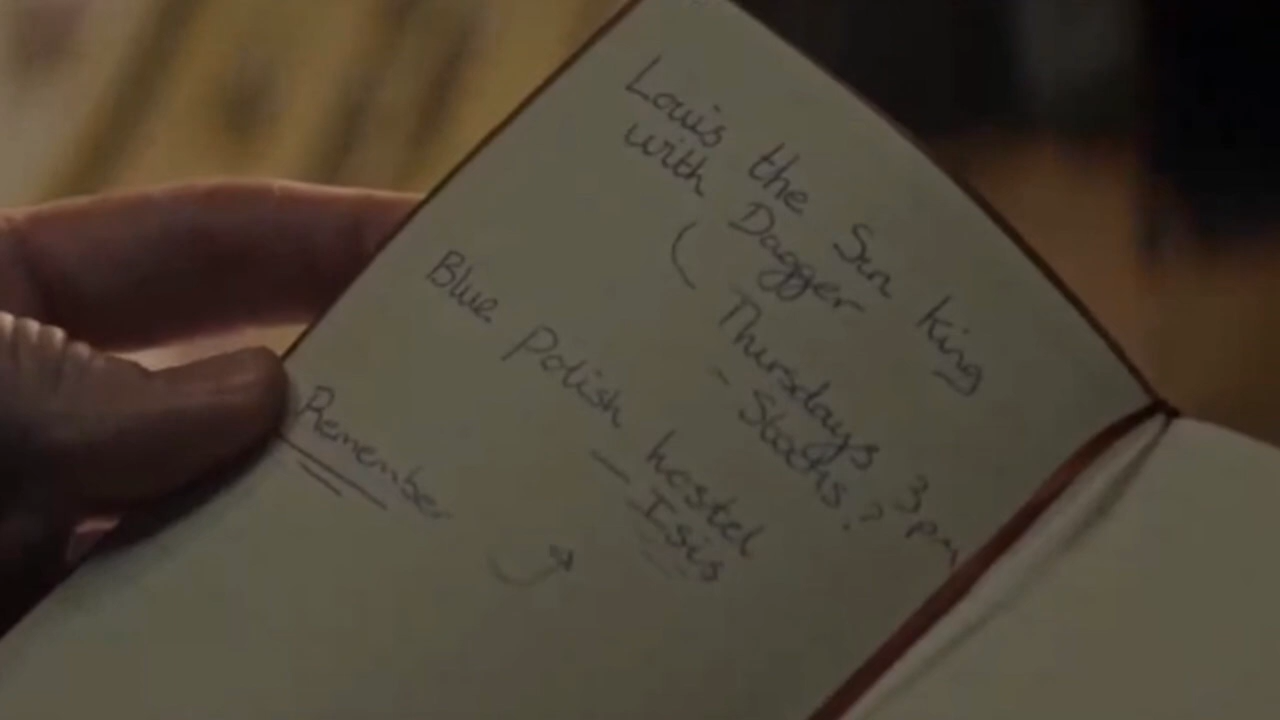 Louis the Sun king
with Dagger
Thursdays 3pm
- Stacks?
Blue Polish hostel
- Isis
Remember